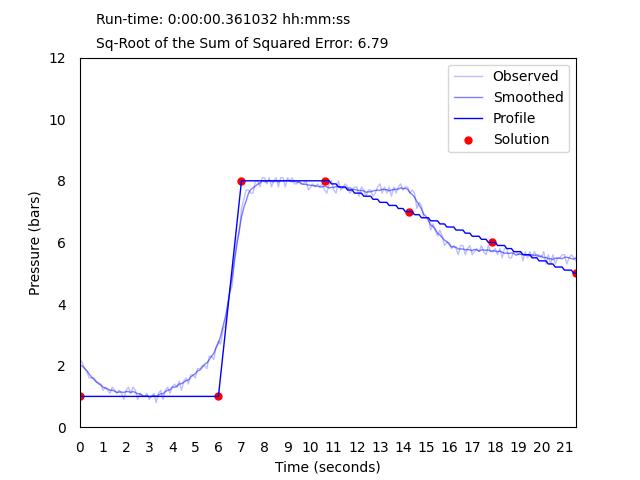 Run-time: 0:00:00.361032 hh:mm:ss
Sq-Root of the Sum of Squared Error: 6.79
12
10
8
6
4
2
0
Pressure (bars)
Observed
Smoothed
Profile
Solution
0 1 2 3 4 5 6 7 8 9 10 11 12 13 14 15 16 17 18 19 20 21
Time (seconds)